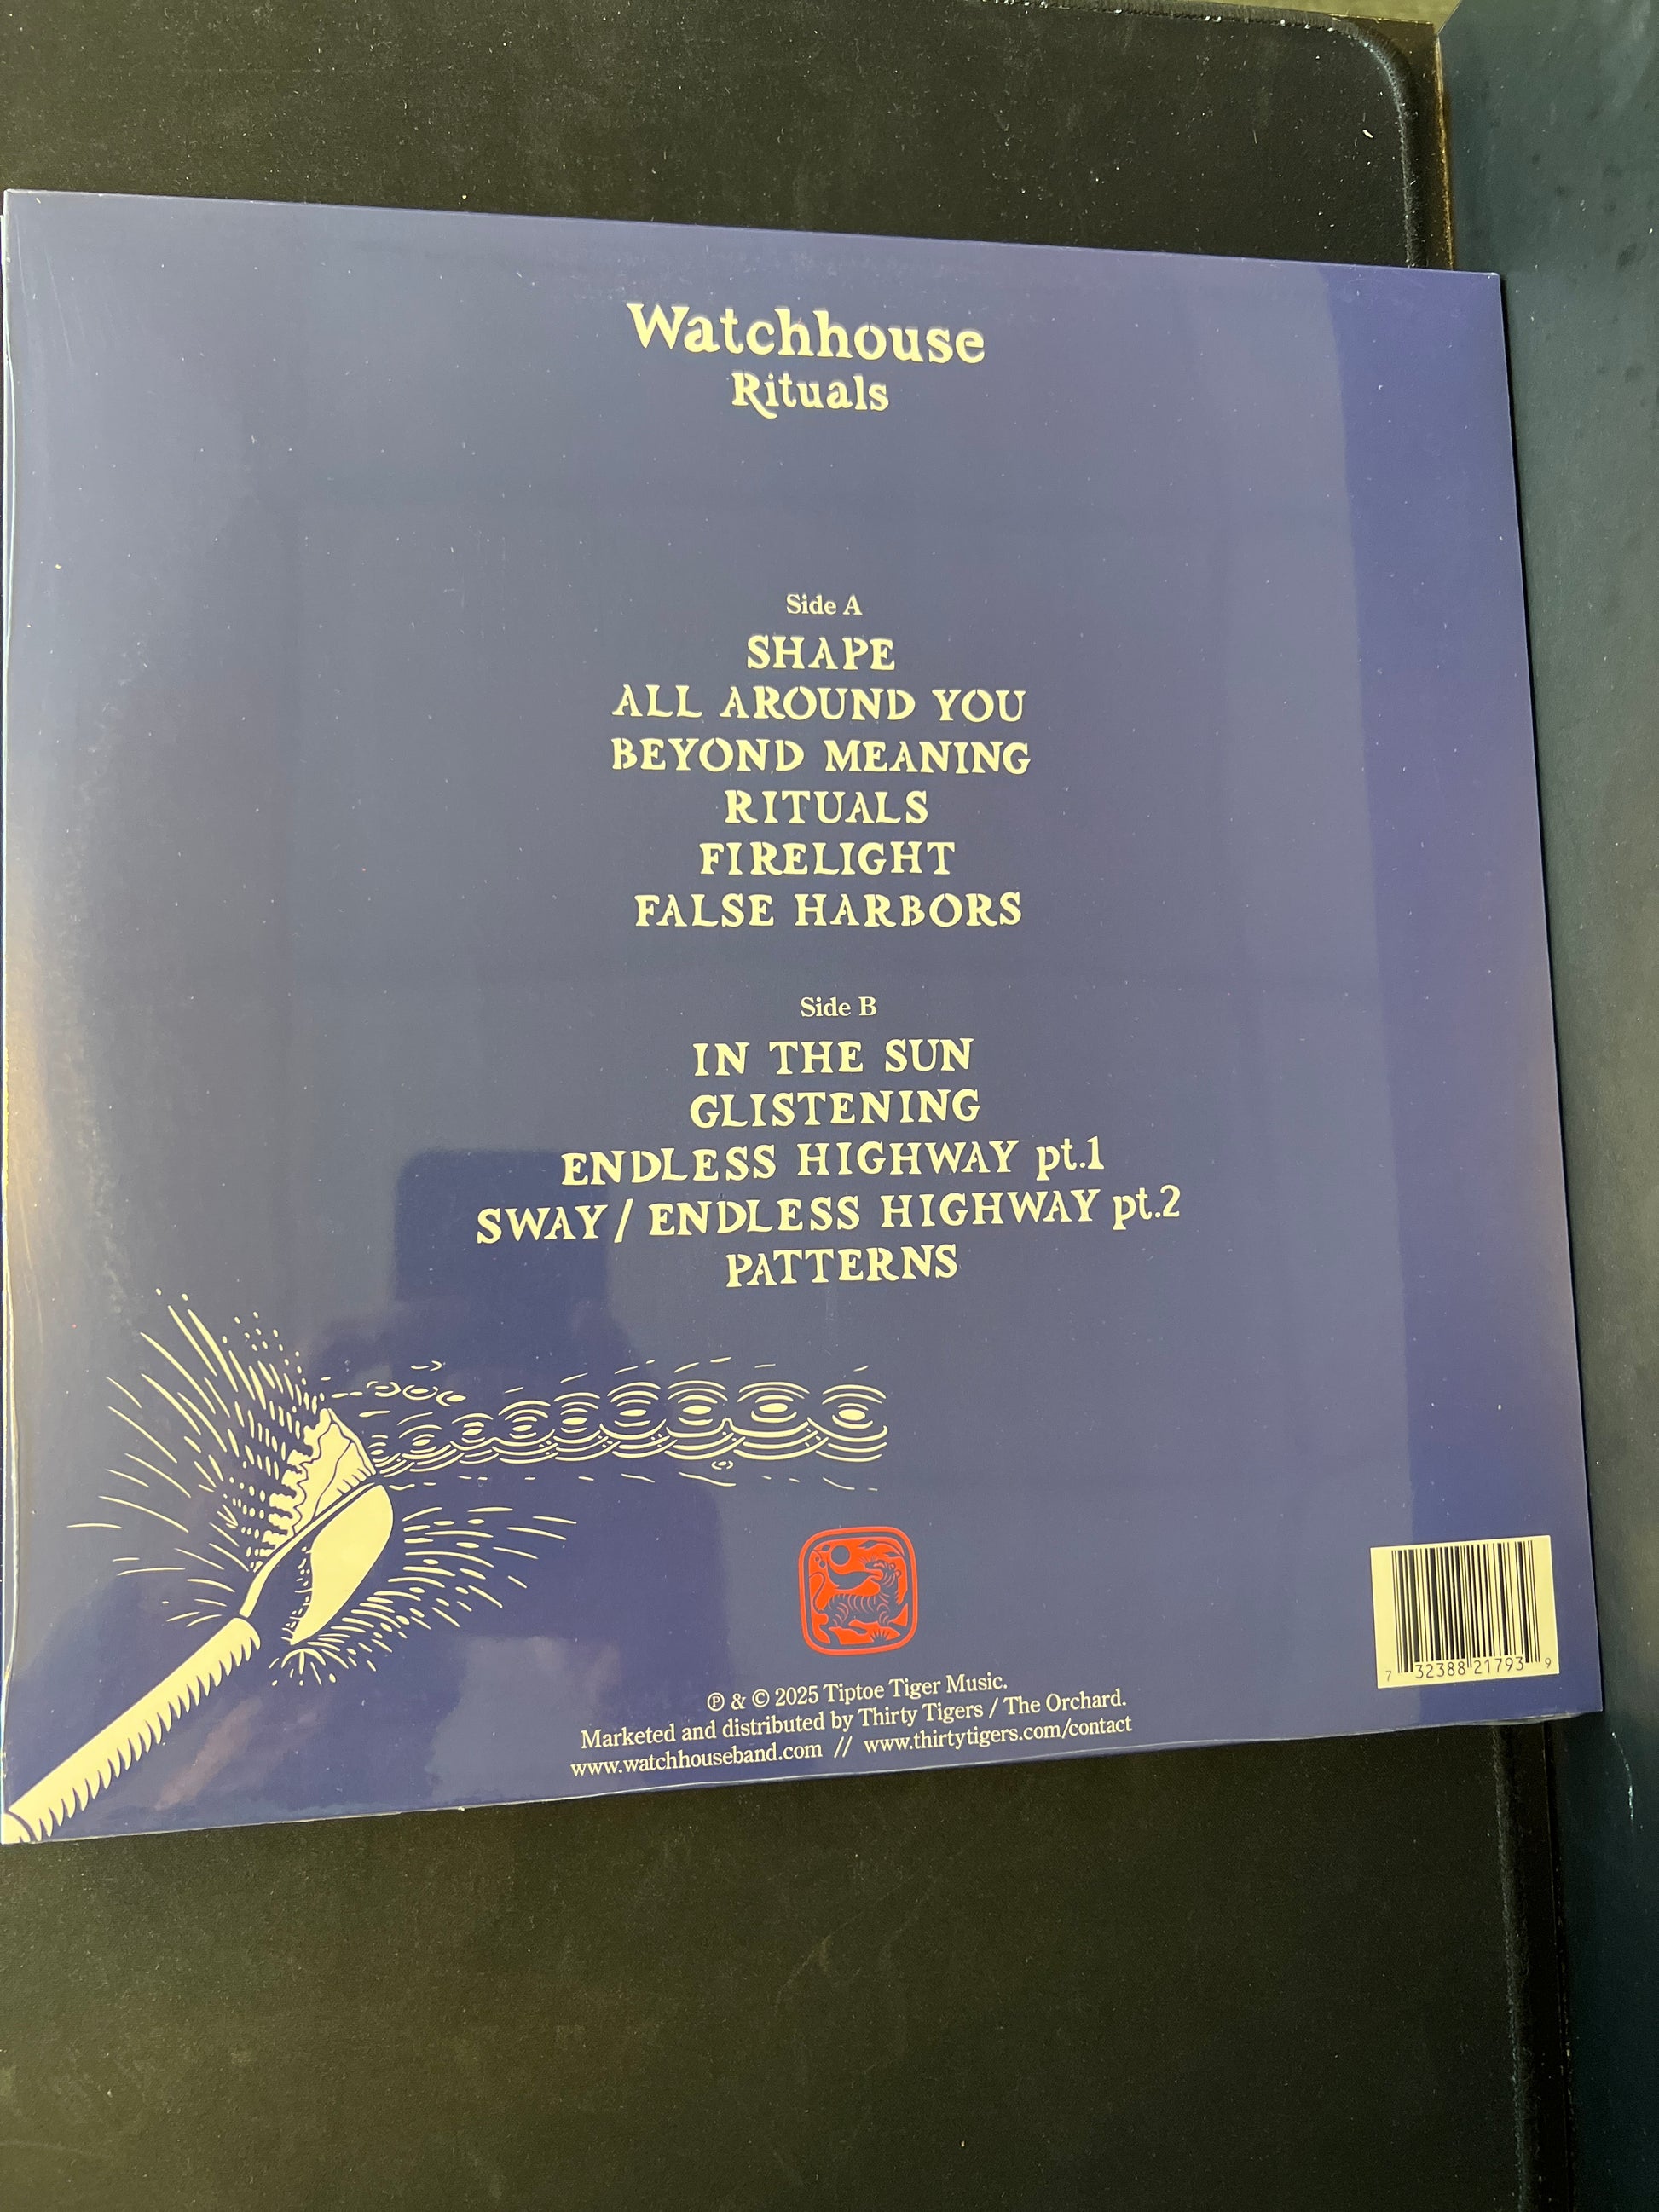 Watchhouse
Rituals
Side A
SHAPE
ALL AROUND YOU
BEYOND MEANING
RITUALS
FIRELIGHT
FALSE HARBORS
Side B
IN THE SUN
GLISTENING
ENDLESS HIGHWAY pt.1
SWAY / ENDLESS HIGHWAY pt.2
PATTERNS
℗ & © 2025 Tiptoe Tiger Music.
Marketed and distributed by Thirty Tigers / The Orchard.
www.watchhouseband.com // www.thirtytigers.com/contact
7 32388 21793 9